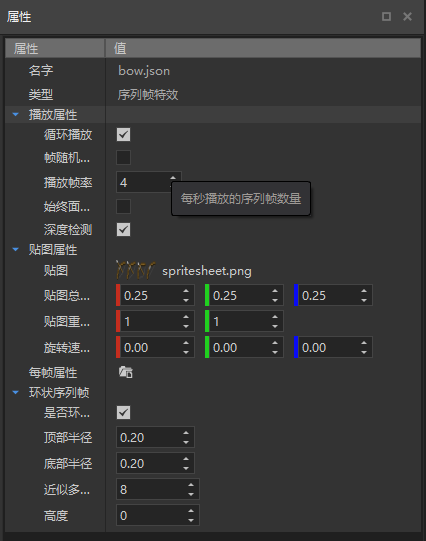 属性
属性 值
名字 bow.json
类型 序列帧特效
播放属性
循环播放
帧随机...
播放帧率 4
每秒播放的序列帧数量
始终面...
深度检测
贴图属性
贴图 spritesheet.png
贴图总... 0.25 0.25 0.25
贴图重... 1 1
旋转速... 0.00 0.00 0.00
每帧属性
环状序列帧
是否环...
顶部半径 0.20
底部半径 0.20
近似多... 8
高度 0